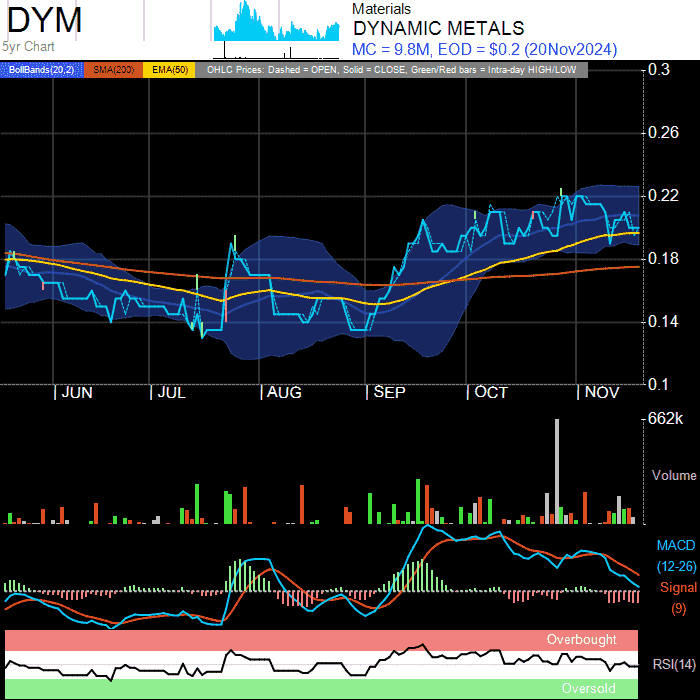 DYM
5yr Chart
Materials
DYNAMIC METALS
MC = 9.8M, EOD = $0.2 (20Nov2024)
BollBands(20,2) SMA(200) EMA(50) OHLC Prices: Dashed = OPEN, Solid = CLOSE, Green/Red bars = Intra-day HIGH/LOW
0.3
0.26
0.22
0.18
0.14
0.1
| JUN | JUL | AUG | SEP | OCT | NOV
662k
Volume
MACD
(12-26)
Signal
(9)
Overbought
RSI(14)
Oversold